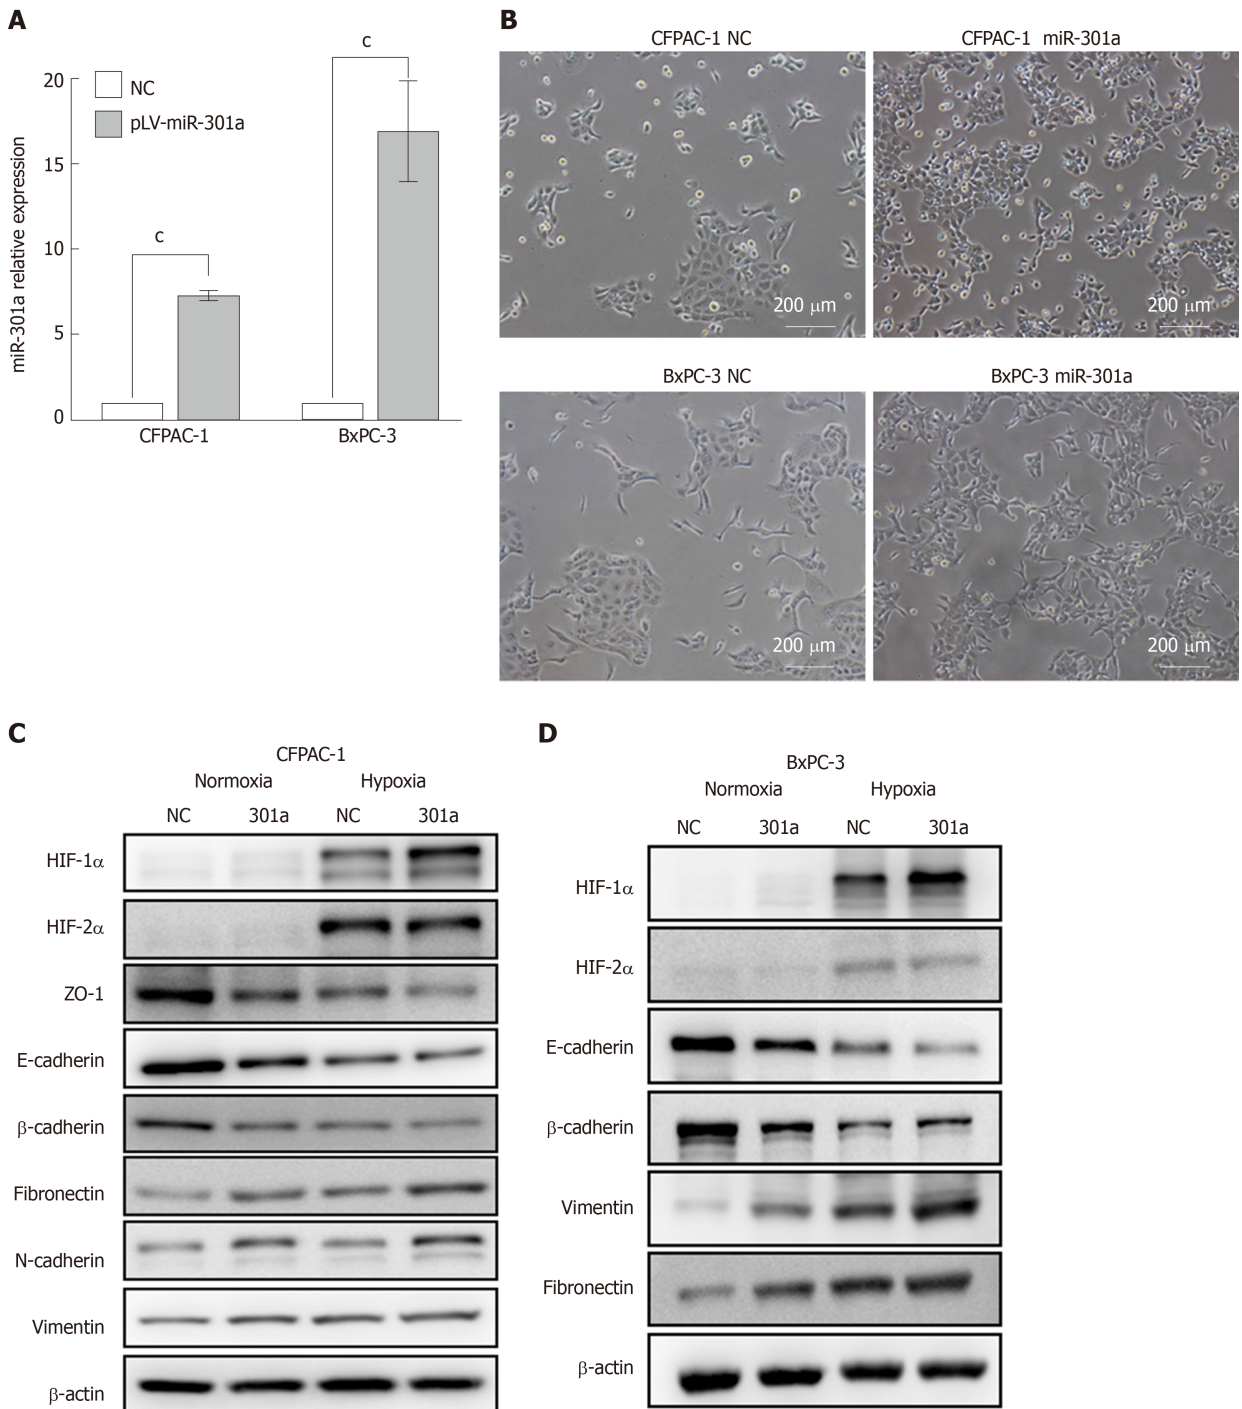 A
c
20
NC
pLV-miR-301a
15
c
10
5
0
miR-301a relative expression
CFPAC-1
BxPC-3
B
CFPAC-1 NC
CFPAC-1 miR-301a
200 μm
200 μm
BxPC-3 NC
BxPC-3 miR-301a
200 μm
200 μm
C
CFPAC-1
Normoxia
Hypoxia
NC
301a
NC
301a
HIF-1α
HIF-2α
ZO-1
E-cadherin
β-cadherin
Fibronectin
N-cadherin
Vimentin
β-actin
D
BxPC-3
Normoxia
Hypoxia
NC
301a
NC
301a
HIF-1α
HIF-2α
E-cadherin
β-cadherin
Vimentin
Fibronectin
β-actin